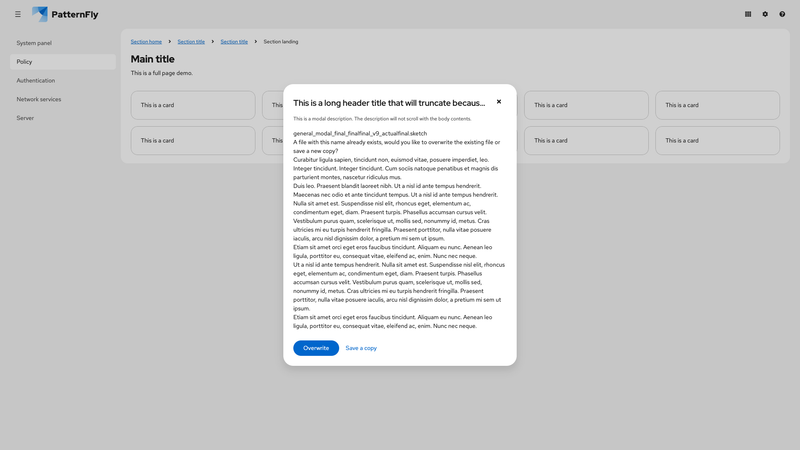 PatternFly
System panel
Policy
Authentication
Network services
Server
Section home
Section title
Section title
Section landing
Main title
This is a full page demo.
This is a card
This is a card
This is a card
This is a card
This is a card
This is a card
This is a long header title that will truncate becaus...
This is a modal description. The description will not scroll with the body contents.
general_modal_final_finalfinal_v9_actualfinal.sketch
A file with this name already exists, would you like to overwrite the existing file or
save a new copy?
Curabitur ligula sapien, tincidunt non, euismod vitae, posuere imperdiet, leo.
Integer tincidunt. Integer tincidunt. Cum sociis natoque penatibus et magnis dis
parturient montes, nascetur ridiculus mus.
Duis leo. Praesent blandit laoreet nibh. Ut a nisl id ante tempus hendrerit.
Maecenas nec odio et ante tincidunt tempus. Ut a nisl id ante tempus hendrerit.
Nulla sit amet est. Suspendisse nisl elit, rhoncus eget, elementum ac,
condimentum eget, diam. Praesent turpis. Phasellus accumsan cursus velit.
Vestibulum purus quam, scelerisque ut, mollis sed, nonummy id, metus. Cras
ultricies mi eu turpis hendrerit fringilla. Praesent porttitor, nulla vitae posuere
iaculis, arcu nisl dignissim dolor, a pretium mi sem ut ipsum.
Etiam sit amet orci eget eros faucibus tincidunt. Aliquam eu nunc. Aenean leo
ligula, porttitor eu, consequat vitae, eleifend ac, enim. Nunc nec neque.
Ut a nisl id ante tempus hendrerit. Nulla sit amet est. Suspendisse nisl elit, rhoncus
eget, elementum ac, condimentum eget, diam. Praesent turpis. Phasellus
accumsan cursus velit. Vestibulum purus quam, scelerisque ut, mollis sed,
nonummy id, metus. Cras ultricies mi eu turpis hendrerit fringilla. Praesent
porttitor, nulla vitae posuere iaculis, arcu nisl dignissim dolor, a pretium mi sem ut
ipsum.
Etiam sit amet orci eget eros faucibus tincidunt. Aliquam eu nunc. Aenean leo
ligula, porttitor eu, consequat vitae, eleifend ac, enim. Nunc nec neque.
Overwrite
Save a copy